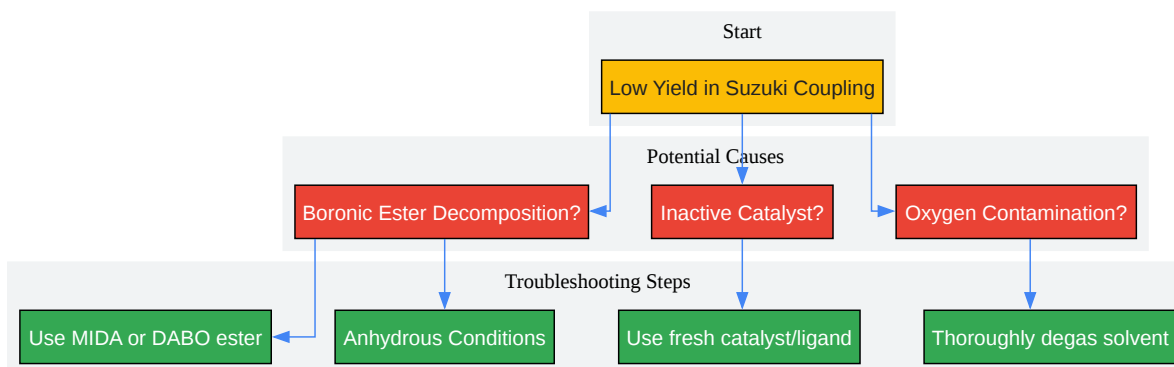 Start
Low Yield in Suzuki Coupling
Potential Causes
Boronic Ester Decomposition?
Inactive Catalyst?
Oxygen Contamination?
Troubleshooting Steps
Use MIDA or DABO ester
Anhydrous Conditions
Use fresh catalyst/ligand
Thoroughly degas solvent